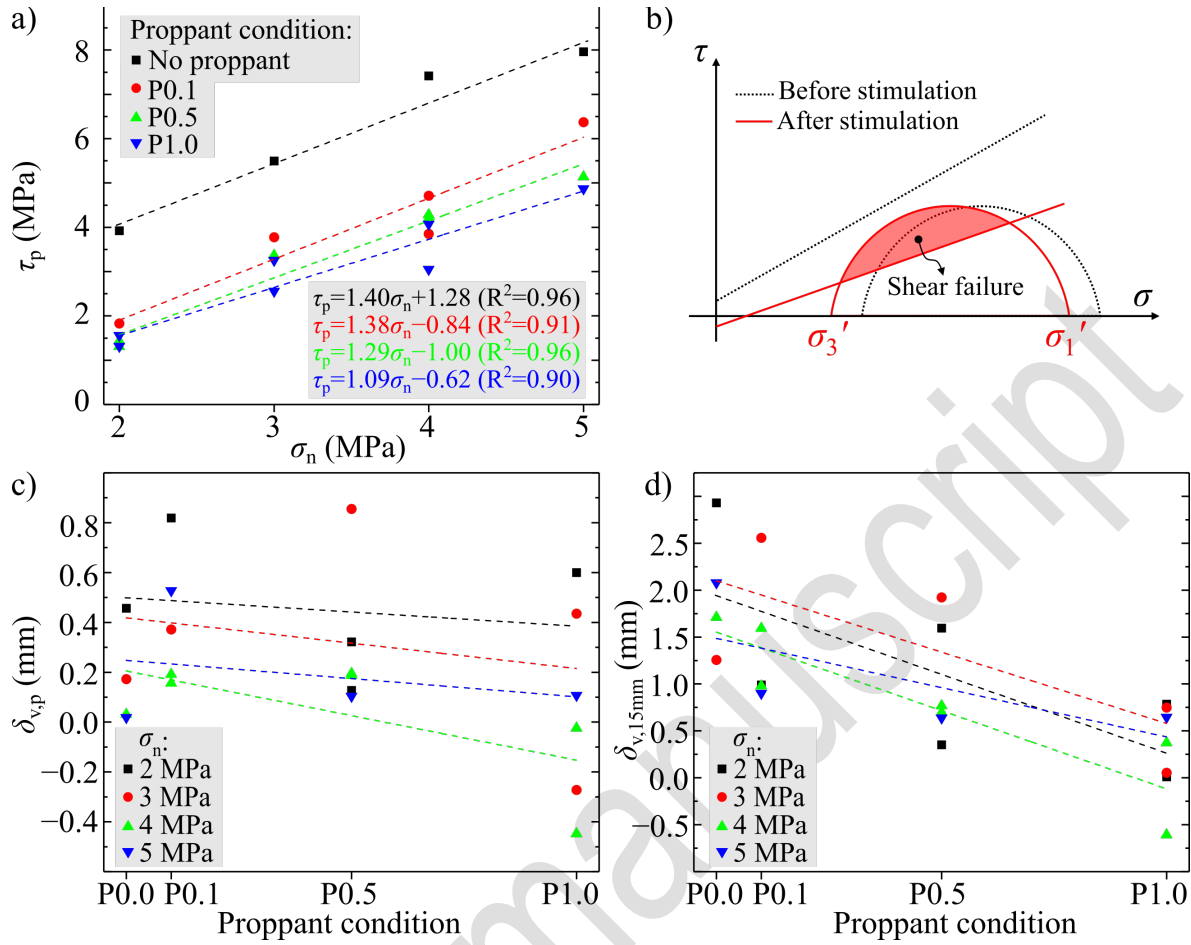 a)
Proppant condition:
No proppant
P0.1
P0.5
P1.0
8
6
4
2
0
τp (MPa)
τp=1.40σn+1.28 (R²=0.96)
τp=1.38σn−0.84 (R²=0.91)
τp=1.29σn−1.00 (R²=0.96)
τp=1.09σn−0.62 (R²=0.90)
2 3 4 5
σn (MPa)
b)
τ
Before stimulation
After stimulation
Shear failure
σ
σ3′ σ1′
c)
0.8
0.6
0.4
0.2
0.0
−0.2
−0.4
δv,p (mm)
σn:
2 MPa
3 MPa
4 MPa
5 MPa
P0.0 P0.1 P0.5 P1.0
Proppant condition
d)
2.5
2.0
1.5
1.0
0.5
0.0
−0.5
δv,15mm (mm)
σn:
2 MPa
3 MPa
4 MPa
5 MPa
P0.0 P0.1 P0.5 P1.0
Proppant condition
manuscript